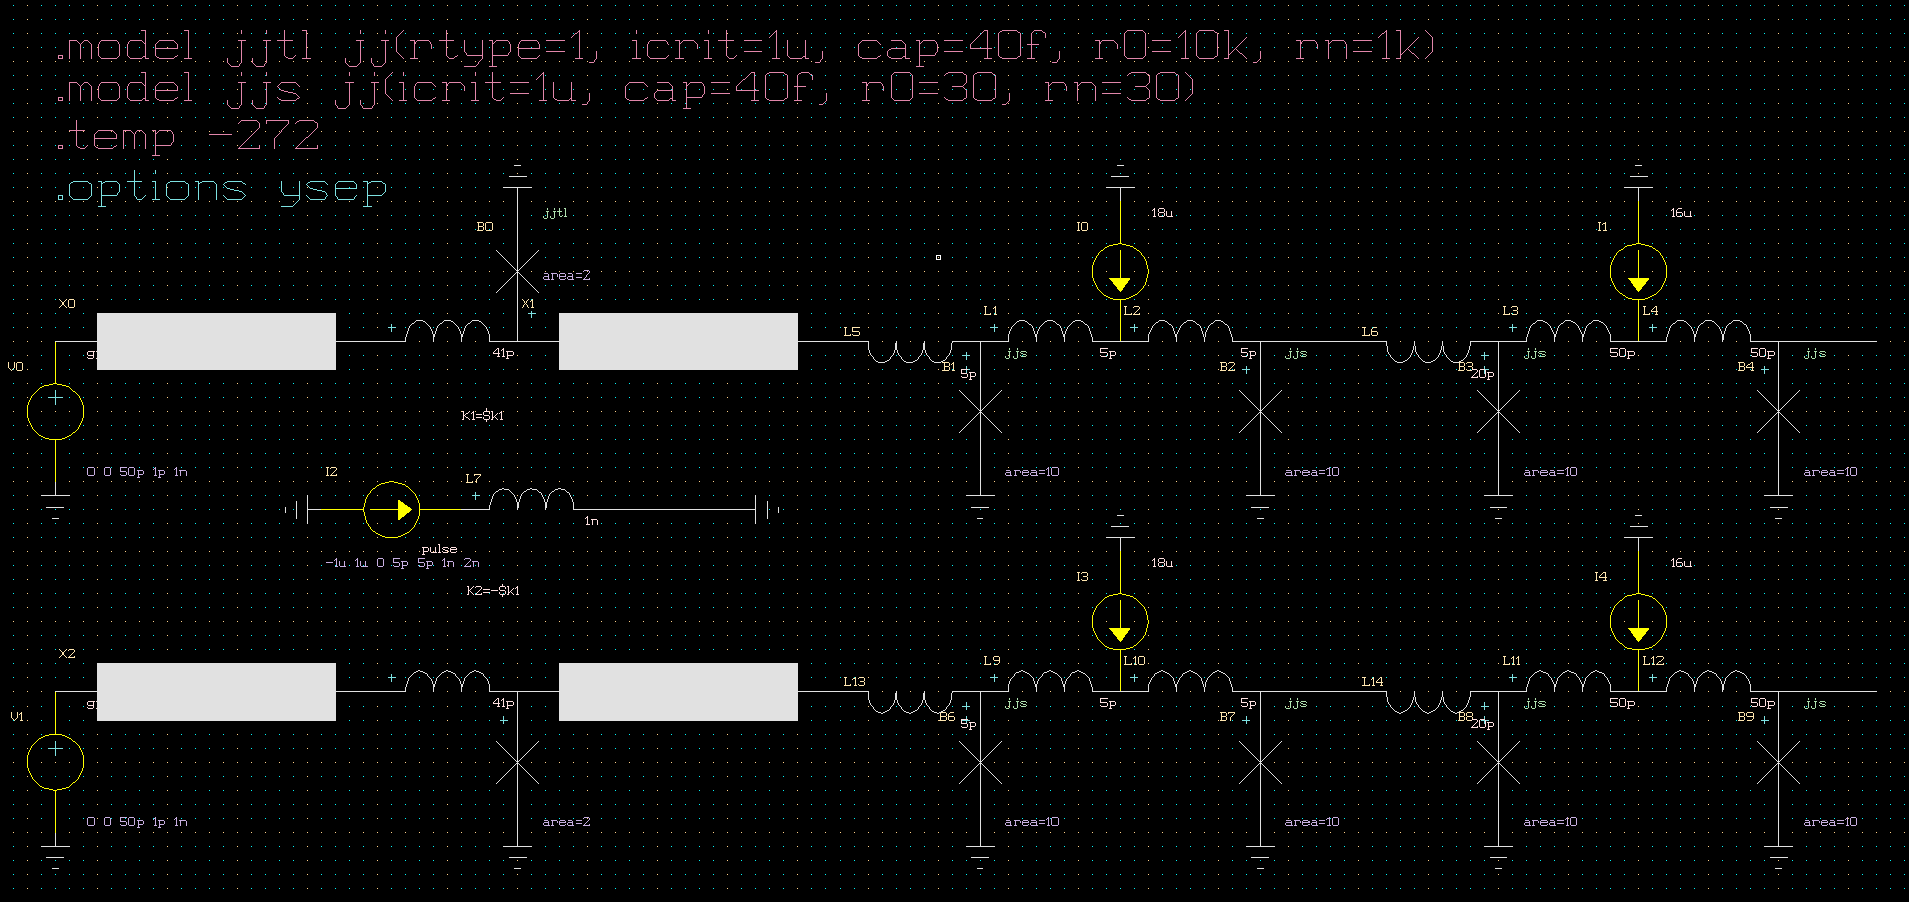 .model jjtl jj(rtype=1, icrit=1u, cap=40f, r0=10k, rn=1k)
.model jjs jj(icrit=1u, cap=40f, r0=30, rn=30)
.temp -272
.options ysep
jjtl
B0
area=2
I0
18u
I1
16u
X0
X1
L1
L2
L3
L4
L5
L6
41p
V0
B1
5p
jjs
5p
B2
5p
jjs
B3
20p
jjs
50p
B4
50p
jjs
K1=$k1
0 0 50p 1p 1n
I2
L7
area=10
area=10
area=10
area=10
1n
pulse
-1u 1u 0 5p 5p 1n 2n
K2=-$k1
I3
18u
I4
16u
X2
L9
L10
L11
L12
L13
L14
41p
V1
B6
5p
jjs
5p
B7
5p
jjs
B8
20p
jjs
50p
B9
50p
jjs
0 0 50p 1p 1n
area=2
area=10
area=10
area=10
area=10